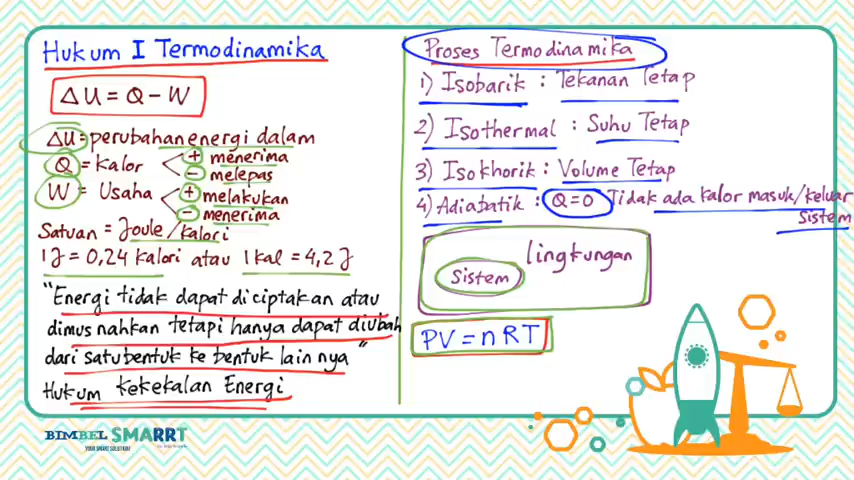 Hukum I Termodinamika
ΔU = Q - W
ΔU = perubahan energi dalam
Q = Kalor
+ menerima
- melepas
W = Usaha
+ melakukan
- menerima
Satuan = Joule/kalori
1 J = 0,24 kalori atau 1 kal = 4,2 J
"Energi tidak dapat diciptakan atau
dimusnahkan tetapi hanya dapat diubah
dari satu bentuk ke bentuk lainnya"
Hukum kekekalan Energi
Proses Termodinamika
1) Isobarik : Tekanan Tetap
2) Isothermal : Suhu Tetap
3) Isokhorik : Volume Tetap
4) Adiabatik : Q=0 Tidak ada kalor masuk/keluar
Sistem
lingkungan
Sistem
PV = nRT
BIMBEL SMARRT
YOUR SMART SOLUTION!